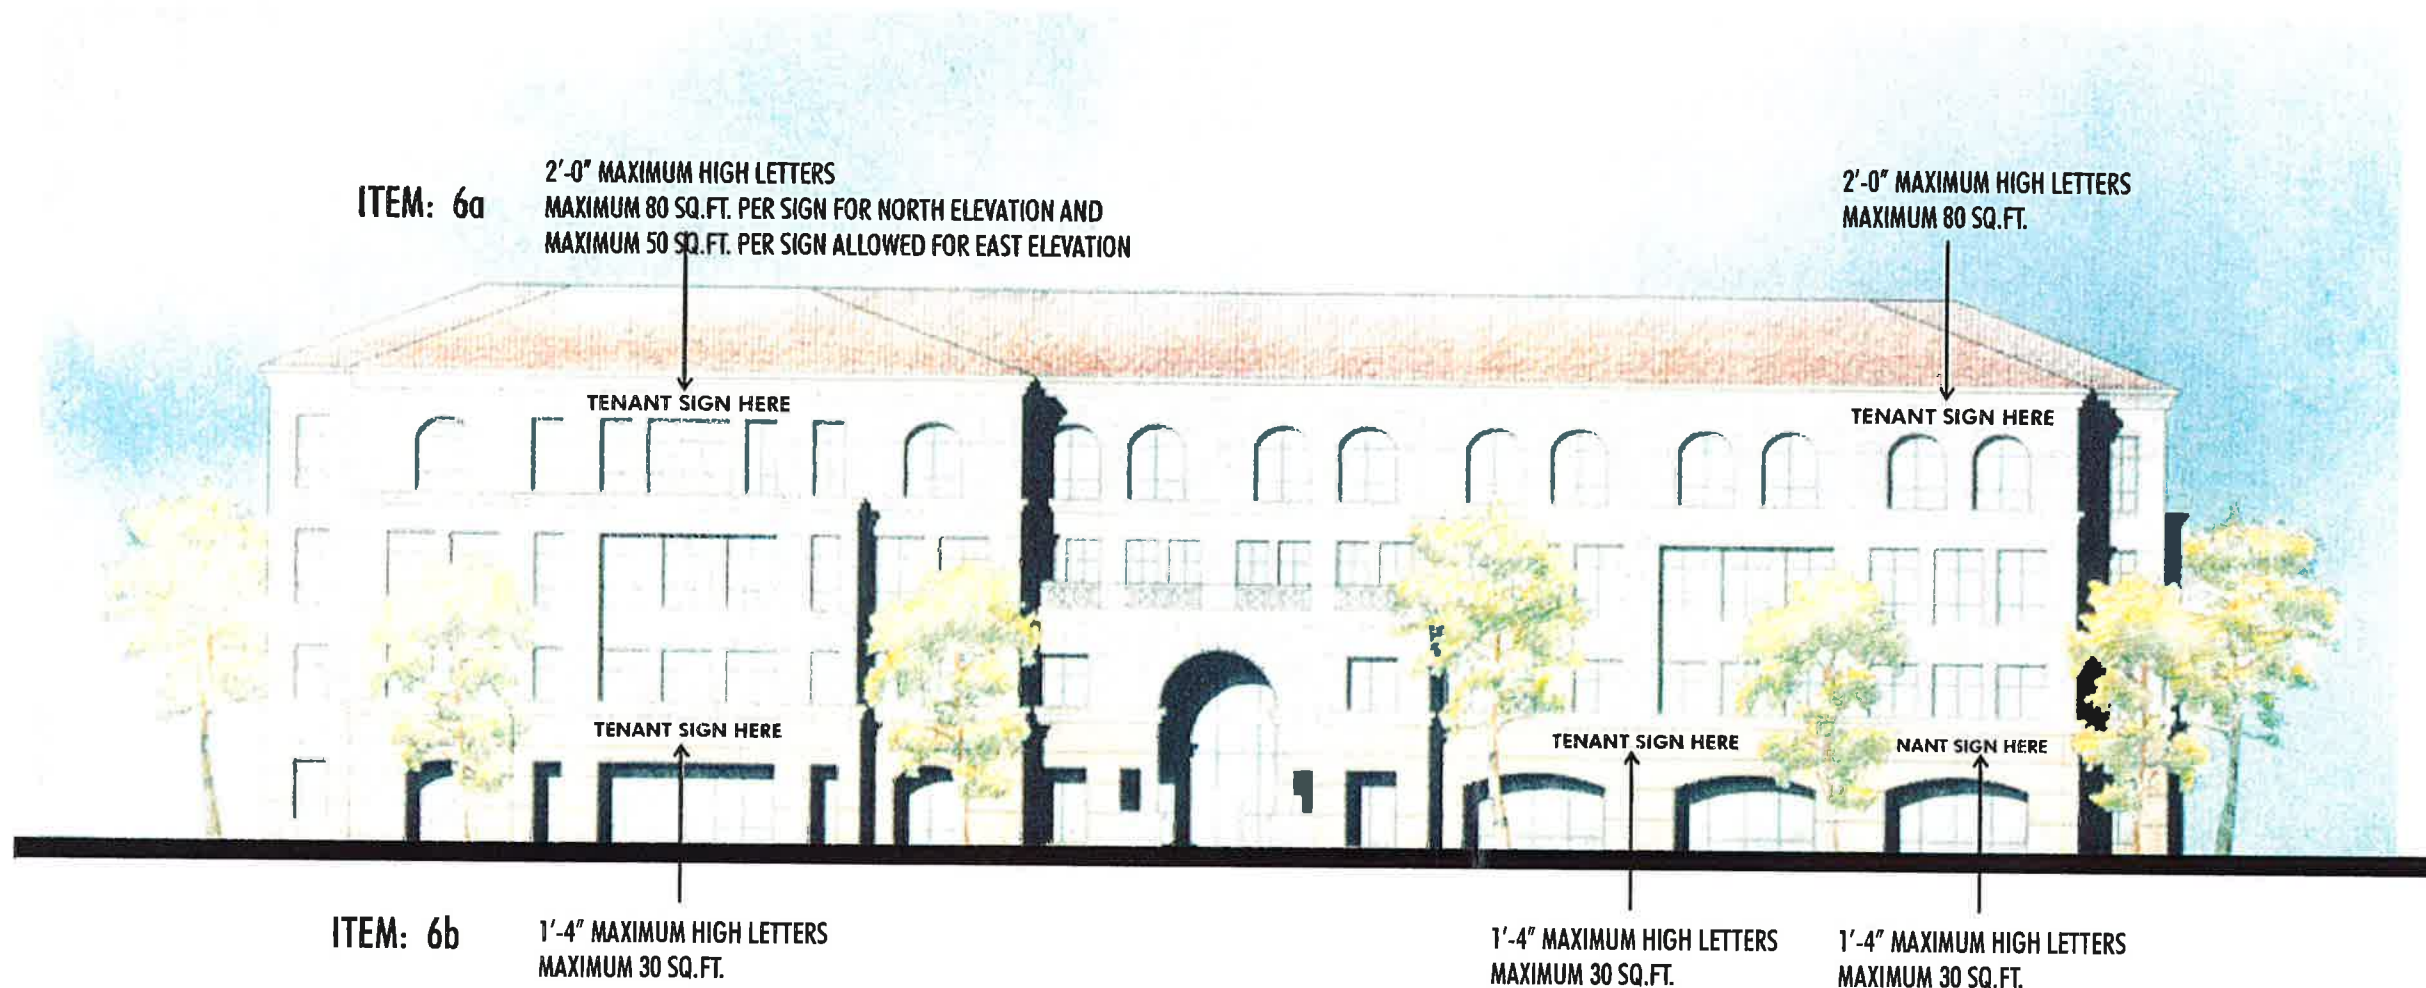 ITEM: 6a
2'-0" MAXIMUM HIGH LETTERS
MAXIMUM 80 SQ.FT. PER SIGN FOR NORTH ELEVATION AND
MAXIMUM 50 SQ.FT. PER SIGN ALLOWED FOR EAST ELEVATION
2'-0" MAXIMUM HIGH LETTERS
MAXIMUM 80 SQ.FT.
TENANT SIGN HERE
TENANT SIGN HERE
TENANT SIGN HERE
TENANT SIGN HERE
NANT SIGN HERE
ITEM: 6b
1'-4" MAXIMUM HIGH LETTERS
MAXIMUM 30 SQ.FT.
1'-4" MAXIMUM HIGH LETTERS
MAXIMUM 30 SQ.FT.
1'-4" MAXIMUM HIGH LETTERS
MAXIMUM 30 SQ.FT.